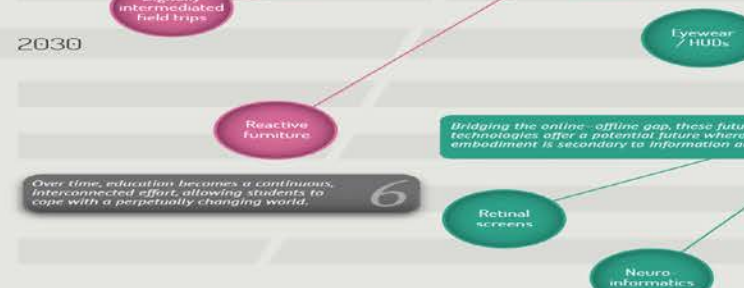 intermediated
field trips
2030
Eyewear
/ HUDs
Reactive
furniture
Bridging the online-offline gap, these futu
technologies offer a potential future where
embodiment is secondary to information a
Over time, education becomes a continuous,
interconnected effort, allowing students to
cope with a perpetually changing world.
6
Retinal
screens
Neuro-
informatics